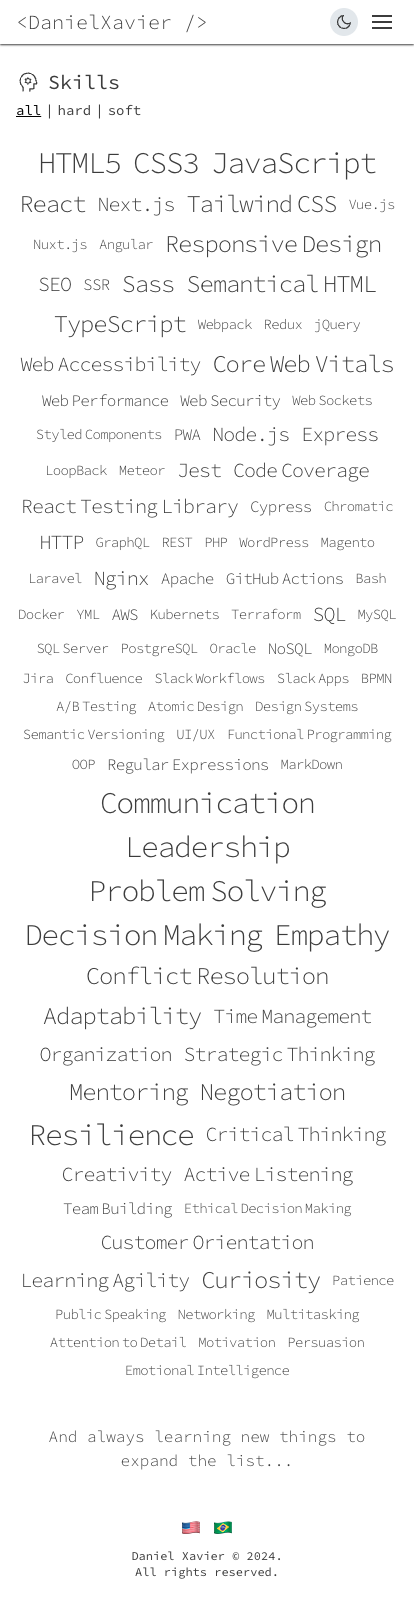 <DanielXavier />
Skills
all | hard | soft
HTML5 CSS3 JavaScript
React Next.js Tailwind CSS Vue.js
Nuxt.js Angular Responsive Design
SEO SSR Sass Semantical HTML
TypeScript Webpack Redux jQuery
Web Accessibility Core Web Vitals
Web Performance Web Security Web Sockets
Styled Components PWA Node.js Express
LoopBack Meteor Jest Code Coverage
React Testing Library Cypress Chromatic
HTTP GraphQL REST PHP WordPress Magento
Laravel Nginx Apache GitHub Actions Bash
Docker YML AWS Kubernets Terraform SQL MySQL
SQL Server PostgreSQL Oracle NoSQL MongoDB
Jira Confluence Slack Workflows Slack Apps BPMN
A/B Testing Atomic Design Design Systems
Semantic Versioning UI/UX Functional Programming
OOP Regular Expressions MarkDown
Communication
Leadership
Problem Solving
Decision Making Empathy
Conflict Resolution
Adaptability Time Management
Organization Strategic Thinking
Mentoring Negotiation
Resilience Critical Thinking
Creativity Active Listening
Team Building Ethical Decision Making
Customer Orientation
Learning Agility Curiosity Patience
Public Speaking Networking Multitasking
Attention to Detail Motivation Persuasion
Emotional Intelligence
And always learning new things to
expand the list...
Daniel Xavier © 2024.
All rights reserved.